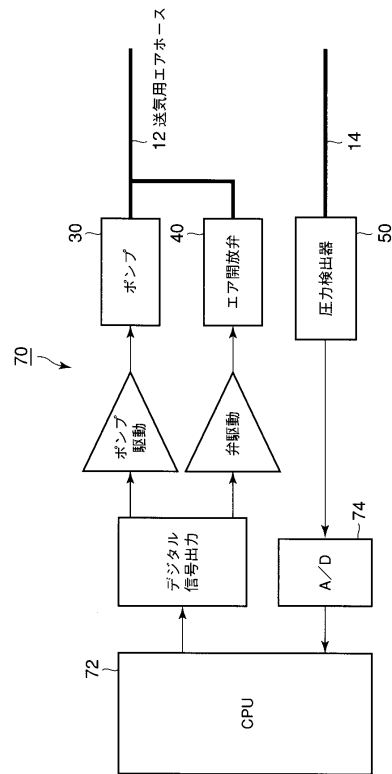 70
72
CPU
デジタル
信号出力
ポンプ
駆動
弁駆動
30
ポンプ
40
エア開放弁
12 送気用エアホース
74
A/D
50
圧力検出器
14